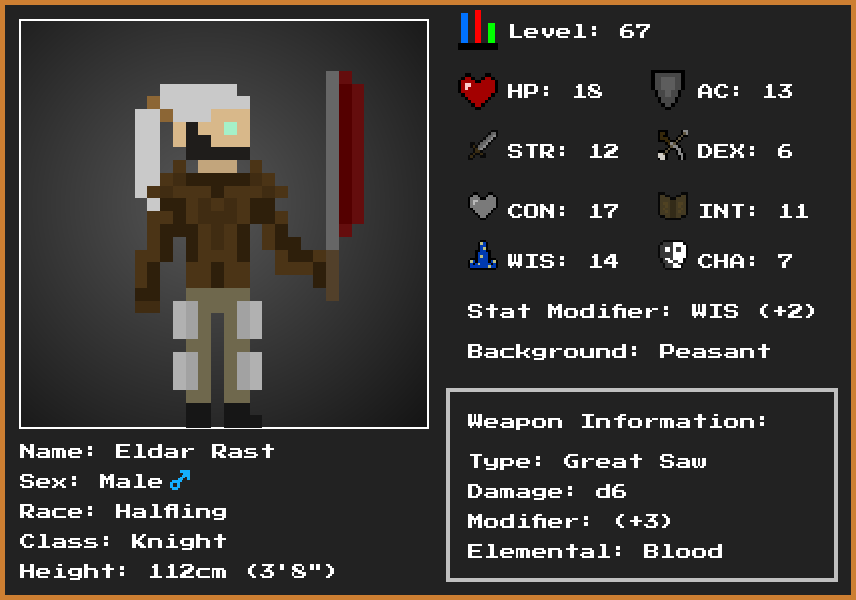 Level: 67
HP: 18 AC: 13
STR: 12 DEX: 6
CON: 17 INT: 11
WIS: 14 CHA: 7
Stat Modifier: WIS (+2)
Background: Peasant
Weapon Information:
Type: Great Saw
Damage: d6
Modifier: (+3)
Elemental: Blood
Name: Eldar Rast
Sex: Male♂
Race: Halfling
Class: Knight
Height: 112cm (3'8")